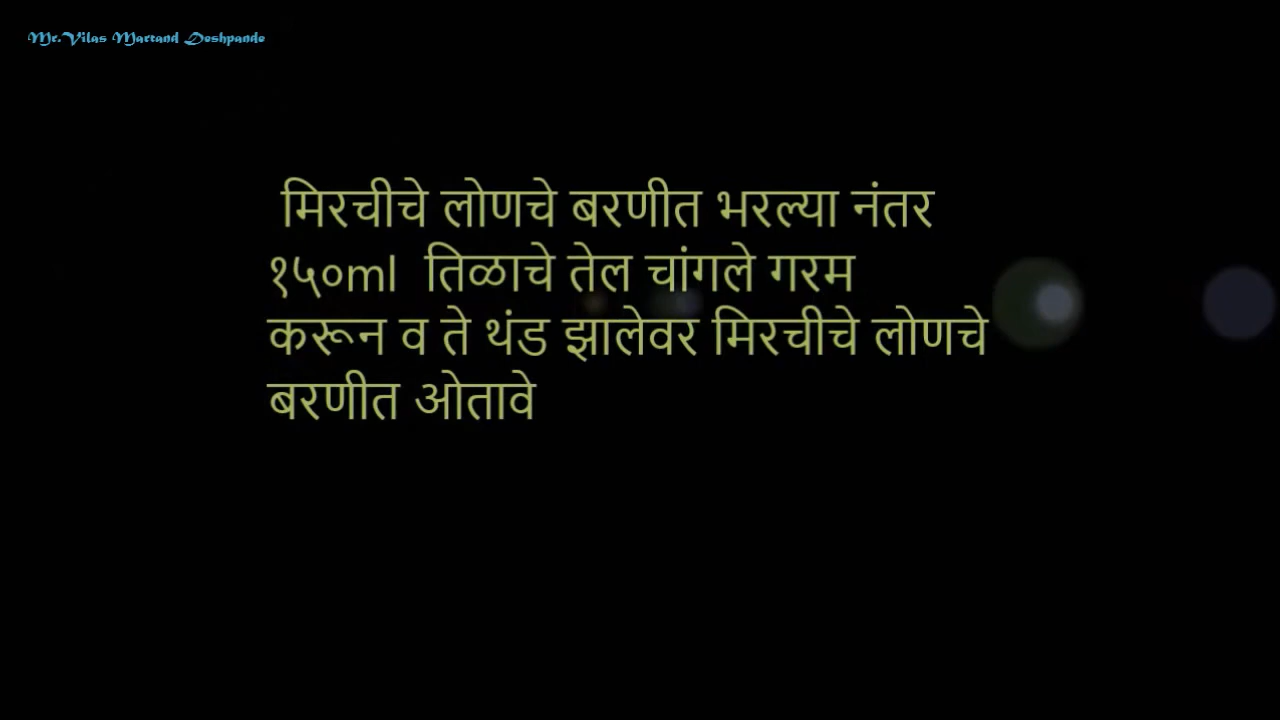 Mr.Vilas Martand Deshpande
मिरचीचे लोणचे बरणीत भरल्या नंतर
१५०ml तिळाचे तेल चांगले गरम
करून व ते थंड झालेवर मिरचीचे लोणचे
बरणीत ओतावे